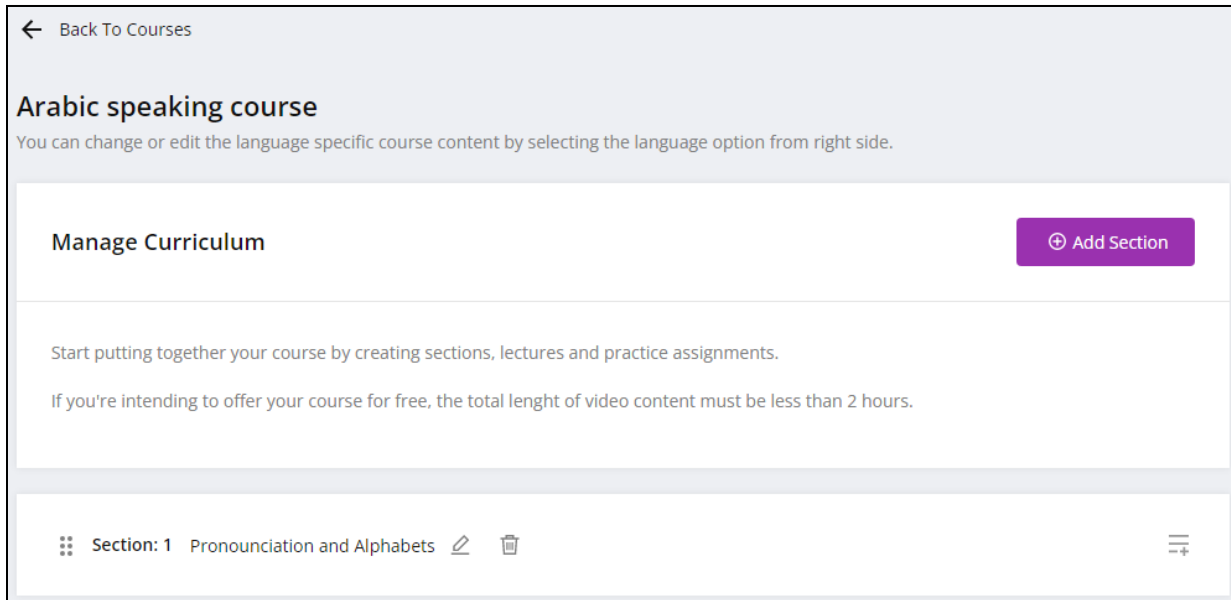 Back To Courses
Arabic speaking course
You can change or edit the language specific course content by selecting the language option from right side.
Manage Curriculum
Add Section
Start putting together your course by creating sections, lectures and practice assignments.
If you're intending to offer your course for free, the total lenght of video content must be less than 2 hours.
Section: 1 Pronounciation and Alphabets